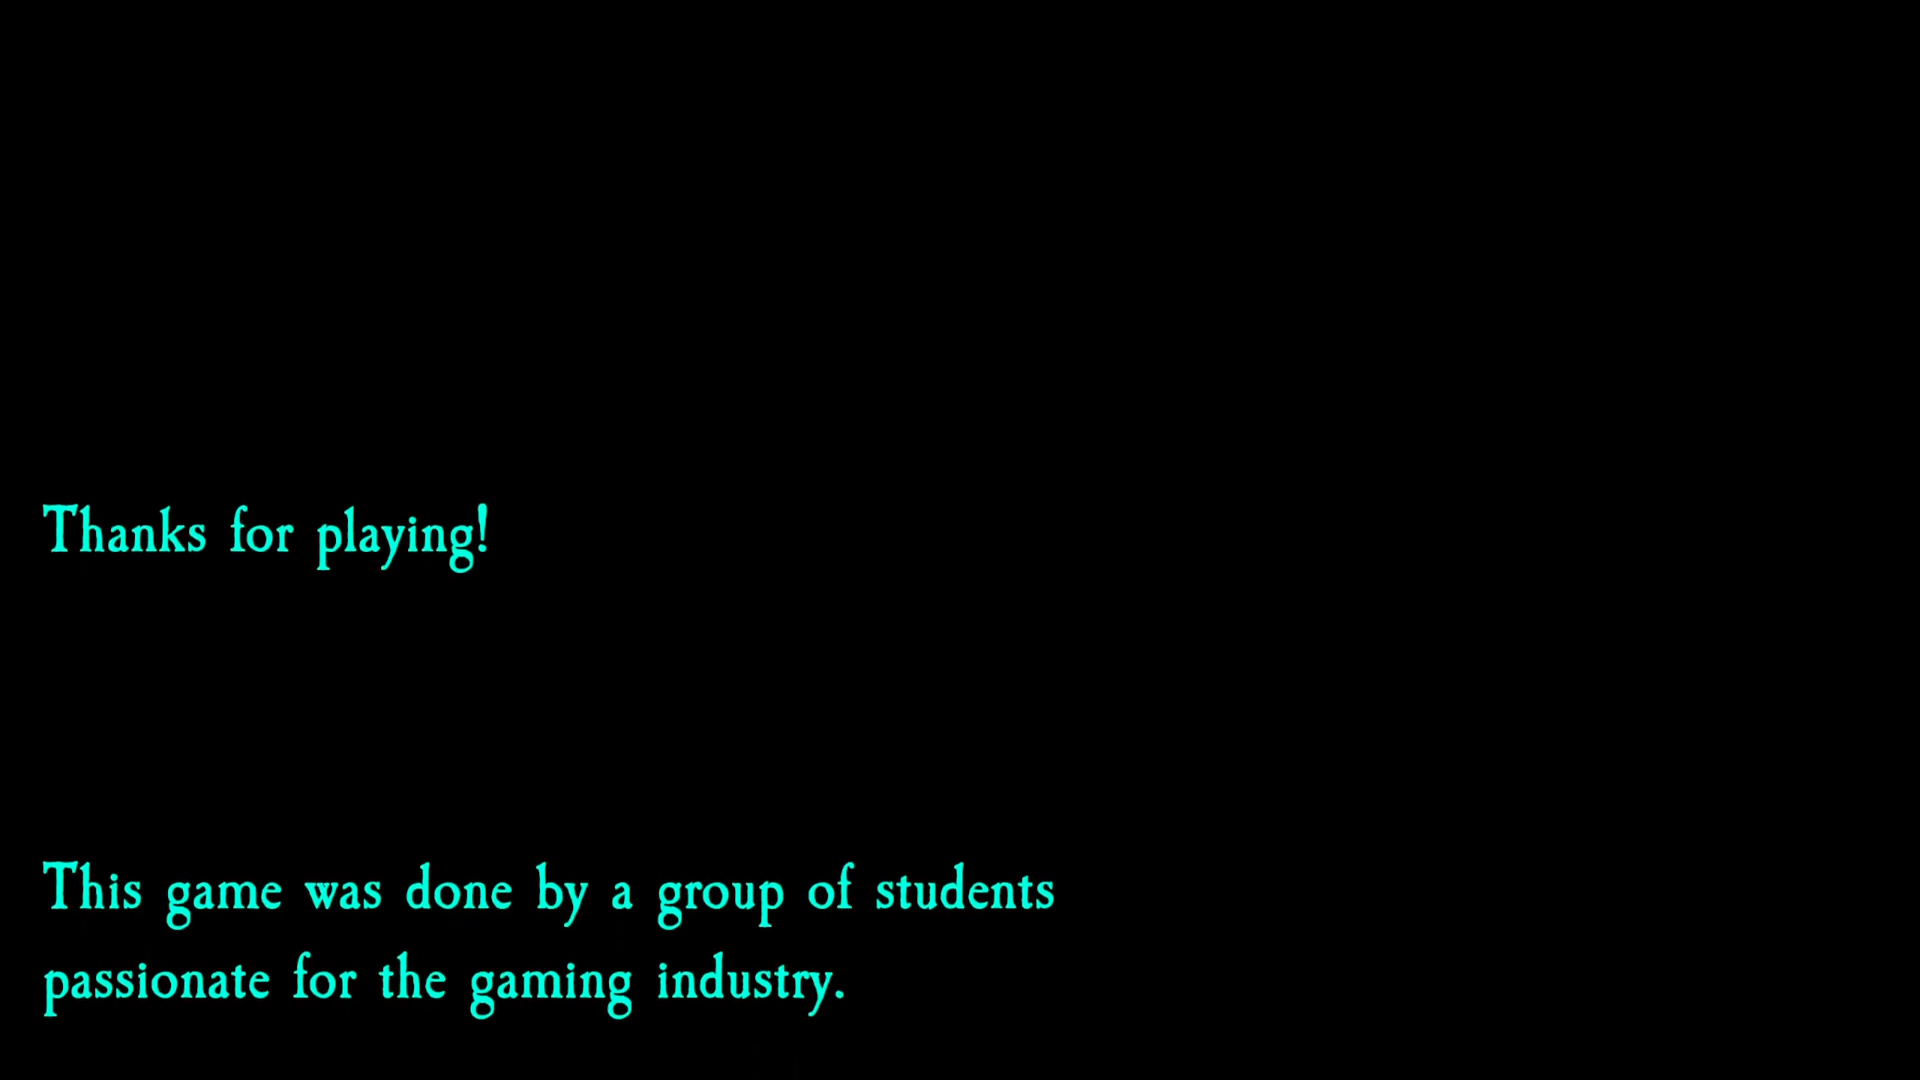 Thanks for playing!
This game was done by a group of students
passionate for the gaming industry.